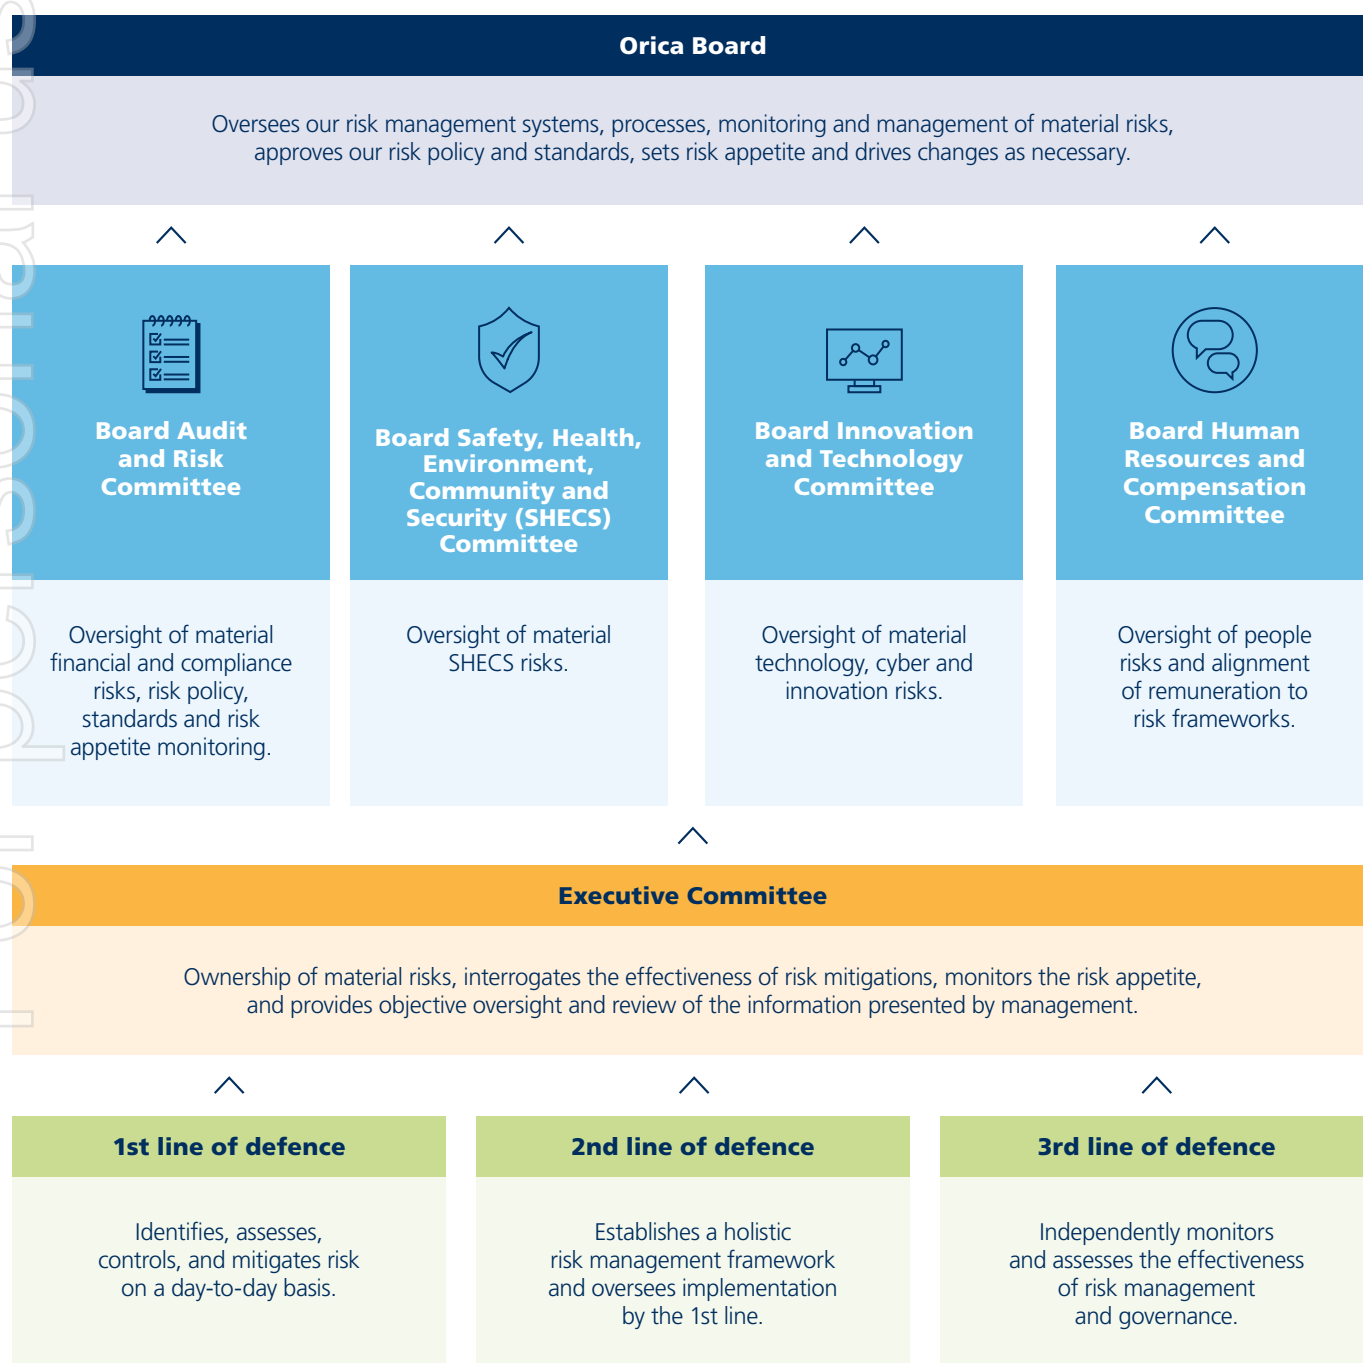 Orica Board
Oversees our risk management systems, processes, monitoring and management of material risks,
approves our risk policy and standards, sets risk appetite and drives changes as necessary.
Board Audit
and Risk
Committee
Oversight of material
financial and compliance
risks, risk policy,
standards and risk
appetite monitoring.
Board Safety, Health,
Environment,
Community and
Security (SHECS)
Committee
Oversight of material
SHECS risks.
Board Innovation
and Technology
Committee
Oversight of material
technology, cyber and
innovation risks.
Board Human
Resources and
Compensation
Committee
Oversight of people
risks and alignment
of remuneration to
risk frameworks.
Executive Committee
Ownership of material risks, interrogates the effectiveness of risk mitigations, monitors the risk appetite,
and provides objective oversight and review of the information presented by management.
1st line of defence
Identifies, assesses,
controls, and mitigates risk
on a day-to-day basis.
2nd line of defence
Establishes a holistic
risk management framework
and oversees implementation
by the 1st line.
3rd line of defence
Independently monitors
and assesses the effectiveness
of risk management
and governance.
personal